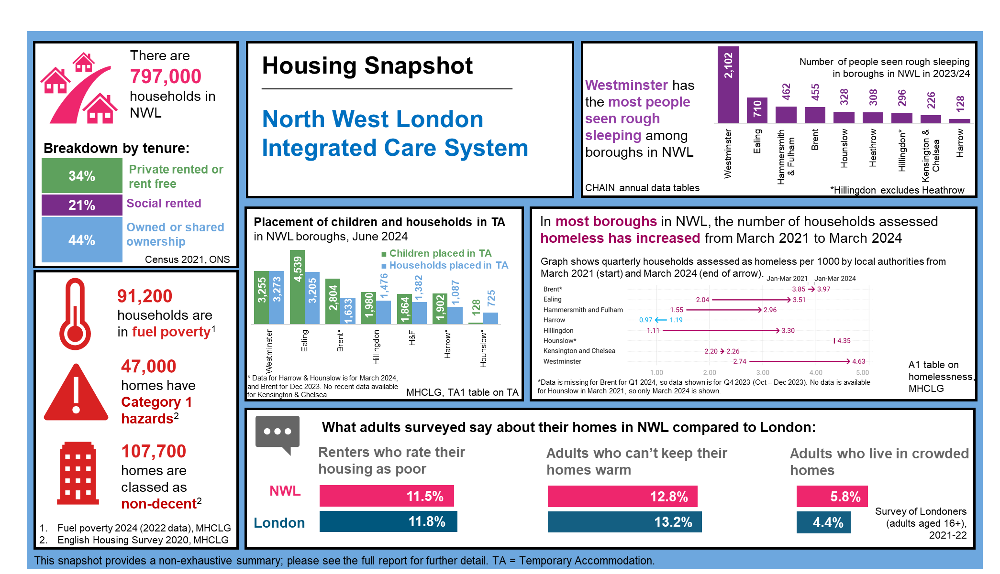 There are
797,000
households in
NWL
Breakdown by tenure:
34%
Private rented or
rent free
21%
Social rented
44%
Owned or shared
ownership
Census 2021, ONS
91,200
households are
in fuel poverty1
47,000
homes have
Category 1
hazards2
107,700
homes are
classed as
non-decent2
1. Fuel poverty 2024 (2022 data), MHCLG
2. English Housing Survey 2020, MHCLG
Housing Snapshot
North West London
Integrated Care System
Westminster has
the most people
seen rough
sleeping among
boroughs in NWL
CHAIN annual data tables
Number of people seen rough sleeping
in boroughs in NWL in 2023/24
2,102
710
462
455
328
308
296
226
128
Westminster
Ealing
Hammersmith
& Fulham
Brent
Hounslow
Heathrow
Hillingdon*
Kensington &
Chelsea
Harrow
*Hillingdon excludes Heathrow
Placement of children and households in TA
in NWL boroughs, June 2024
Children placed in TA
Households placed in TA
3,255
3,273
4,539
3,205
2,804
1,633
1,980
1,476
1,864
1,382
1,902
1,087
128
725
Westminster
Ealing
Brent*
Hillingdon
H&F
Harrow*
Hounslow*
* Data for Harrow & Hounslow is for March 2024,
and Brent for Dec 2023. No recent data available
for Kensington & Chelsea
MHCLG, TA1 table on TA
In most boroughs in NWL, the number of households assessed
homeless has increased from March 2021 to March 2024
Graph shows quarterly households assessed as homeless per 1000 by local authorities from
March 2021 (start) and March 2024 (end of arrow).
Jan-Mar 2021 Jan-Mar 2024
Brent* 3.85 3.97
Ealing 2.04 3.51
Hammersmith and Fulham 1.55 2.96
Harrow 0.97 1.19
Hillingdon 1.11 3.30
Hounslow* 4.35
Kensington and Chelsea 2.20 2.26
Westminster 2.74 4.63
1.00 2.00 3.00 4.00 5.00
*Data is missing for Brent for Q1 2024, so data shown is for Q4 2023 (Oct – Dec 2023). No data is available
for Hounslow in March 2021, so only March 2024 is shown.
A1 table on
homelessness,
MHCLG
What adults surveyed say about their homes in NWL compared to London:
Renters who rate their
housing as poor
Adults who can’t keep their
homes warm
Adults who live in crowded
homes
NWL
11.5%
12.8%
5.8%
London
11.8%
13.2%
4.4%
Survey of Londoners
(adults aged 16+),
2021-22
This snapshot provides a non-exhaustive summary; please see the full report for further detail. TA = Temporary Accommodation.